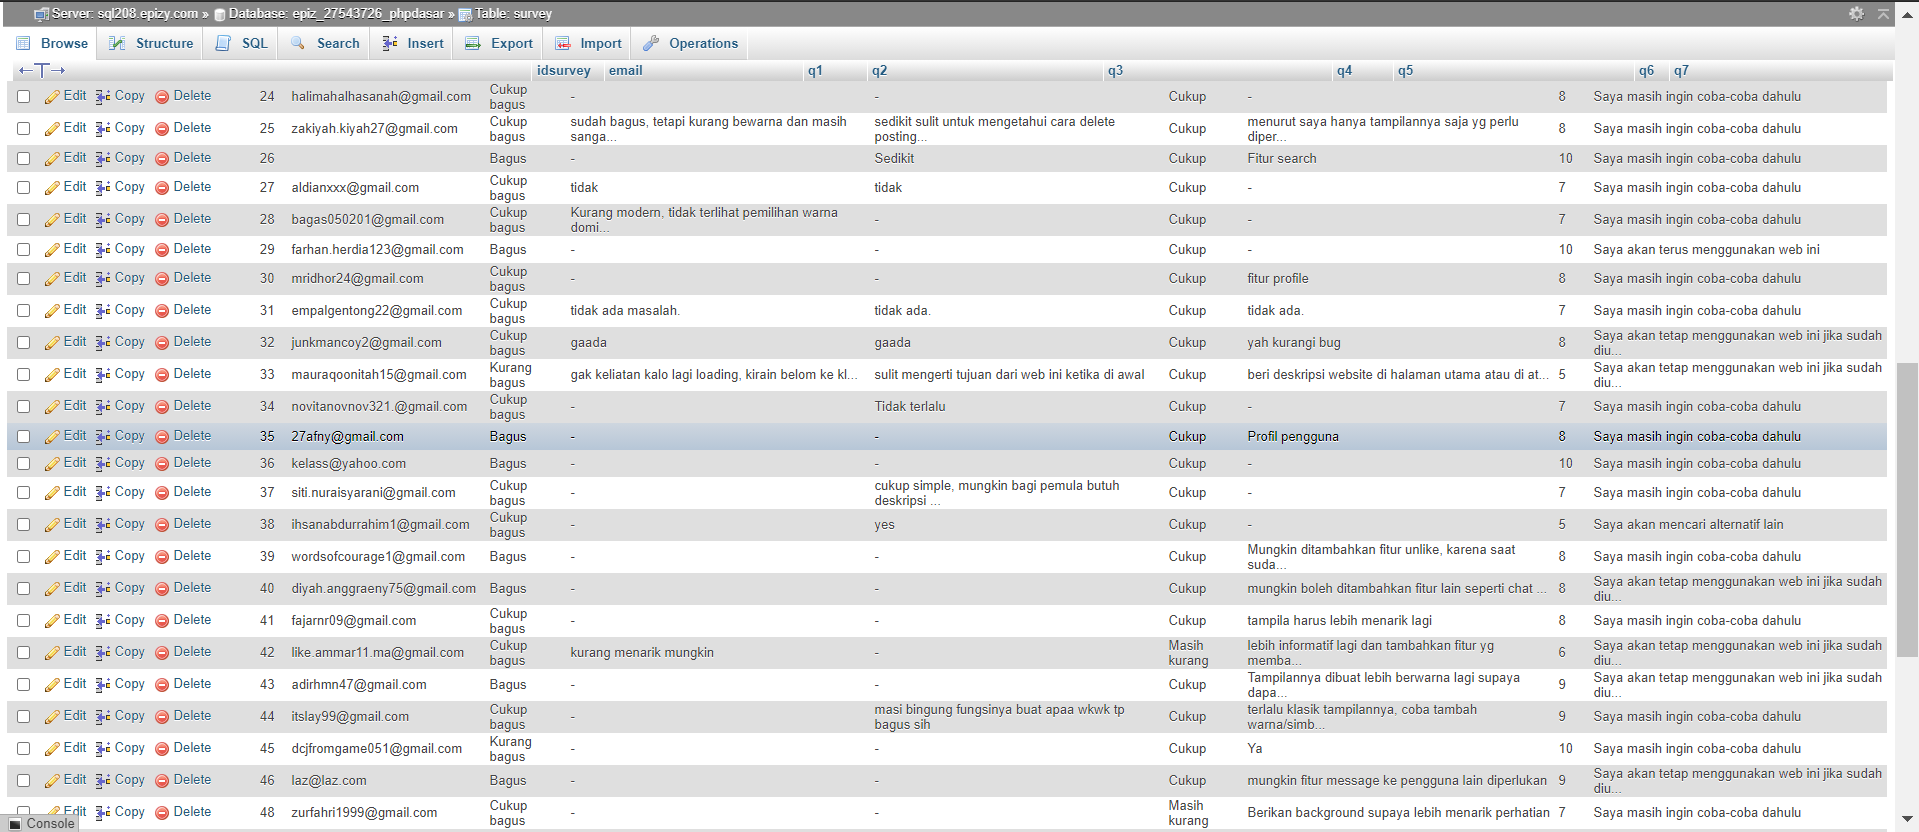 Server: sql208.epizy.com » Database: epiz_27543726_phpdasar » Table: survey
Browse Structure SQL Search Insert Export Import Operations
←T→ idsurvey email q1 q2 q3 q4 q5 q6 q7
Edit Copy Delete 24 halimahalhasanah@gmail.com Cukup bagus - - Cukup - 8 Saya masih ingin coba-coba dahulu
Edit Copy Delete 25 zakiyah.kiyah27@gmail.com Cukup bagus sudah bagus, tetapi kurang bewarna dan masih sanga... sedikit sulit untuk mengetahui cara delete posting... Cukup menurut saya hanya tampilannya saja yg perlu diper... 8 Saya masih ingin coba-coba dahulu
Edit Copy Delete 26 Bagus - Sedikit Cukup Fitur search 10 Saya masih ingin coba-coba dahulu
Edit Copy Delete 27 aldianxxx@gmail.com Cukup bagus tidak tidak Cukup - 7 Saya masih ingin coba-coba dahulu
Edit Copy Delete 28 bagas050201@gmail.com Cukup bagus Kurang modern, tidak terlihat pemilihan warna domi... - Cukup - 7 Saya masih ingin coba-coba dahulu
Edit Copy Delete 29 farhan.herdia123@gmail.com Bagus - - Cukup - 10 Saya akan terus menggunakan web ini
Edit Copy Delete 30 mridhor24@gmail.com Cukup bagus - - Cukup fitur profile 8 Saya masih ingin coba-coba dahulu
Edit Copy Delete 31 empalgentong22@gmail.com Cukup bagus tidak ada masalah. tidak ada. Cukup tidak ada. 7 Saya masih ingin coba-coba dahulu
Edit Copy Delete 32 junkmancoy2@gmail.com Cukup bagus gaada gaada Cukup yah kurangi bug 8 Saya akan tetap menggunakan web ini jika sudah diu...
Edit Copy Delete 33 mauraqoonitah15@gmail.com Kurang bagus gak keliatan kalo lagi loading, kirain belom ke kl... sulit mengerti tujuan dari web ini ketika di awal Cukup beri deskripsi website di halaman utama atau di at... 5 Saya akan tetap menggunakan web ini jika sudah diu...
Edit Copy Delete 34 novitanovnov321.@gmail.com Cukup bagus - Tidak terlalu Cukup - 7 Saya masih ingin coba-coba dahulu
Edit Copy Delete 35 27afny@gmail.com Bagus - - Cukup Profil pengguna 8 Saya masih ingin coba-coba dahulu
Edit Copy Delete 36 kelass@yahoo.com Bagus - - Cukup - 10 Saya masih ingin coba-coba dahulu
Edit Copy Delete 37 siti.nuraisyarani@gmail.com Cukup bagus - cukup simple, mungkin bagi pemula butuh deskripsi ... Cukup - 7 Saya masih ingin coba-coba dahulu
Edit Copy Delete 38 ihsanabdurrahim1@gmail.com Cukup bagus - yes Cukup - 5 Saya akan mencari alternatif lain
Edit Copy Delete 39 wordsofcourage1@gmail.com Bagus - - Cukup Mungkin ditambahkan fitur unlike, karena saat suda... 8 Saya masih ingin coba-coba dahulu
Edit Copy Delete 40 diyah.anggraeny75@gmail.com Bagus - - Cukup mungkin boleh ditambahkan fitur lain seperti chat ... 8 Saya akan tetap menggunakan web ini jika sudah diu...
Edit Copy Delete 41 fajarnr09@gmail.com Cukup bagus - - Cukup tampila harus lebih menarik lagi 8 Saya masih ingin coba-coba dahulu
Edit Copy Delete 42 like.ammar11.ma@gmail.com Cukup bagus kurang menarik mungkin - Masih kurang lebih informatif lagi dan tambahkan fitur yg memba... 6 Saya akan tetap menggunakan web ini jika sudah diu...
Edit Copy Delete 43 adirhmn47@gmail.com Bagus - - Cukup Tampilannya dibuat lebih berwarna lagi supaya dapa... 9 Saya akan tetap menggunakan web ini jika sudah diu...
Edit Copy Delete 44 itslay99@gmail.com Cukup bagus - masi bingung fungsinya buat apaa wkwk tp bagus sih Cukup terlalu klasik tampilannya, coba tambah warna/simb... 9 Saya masih ingin coba-coba dahulu
Edit Copy Delete 45 dcjfromgame051@gmail.com Kurang bagus - - Cukup Ya 10 Saya masih ingin coba-coba dahulu
Edit Copy Delete 46 laz@laz.com Bagus - - Cukup mungkin fitur message ke pengguna lain diperlukan 9 Saya akan tetap menggunakan web ini jika sudah diu...
Edit Copy Delete 48 zurfahri1999@gmail.com Cukup bagus - - Masih kurang Berikan background supaya lebih menarik perhatian 7 Saya masih ingin coba-coba dahulu
Console